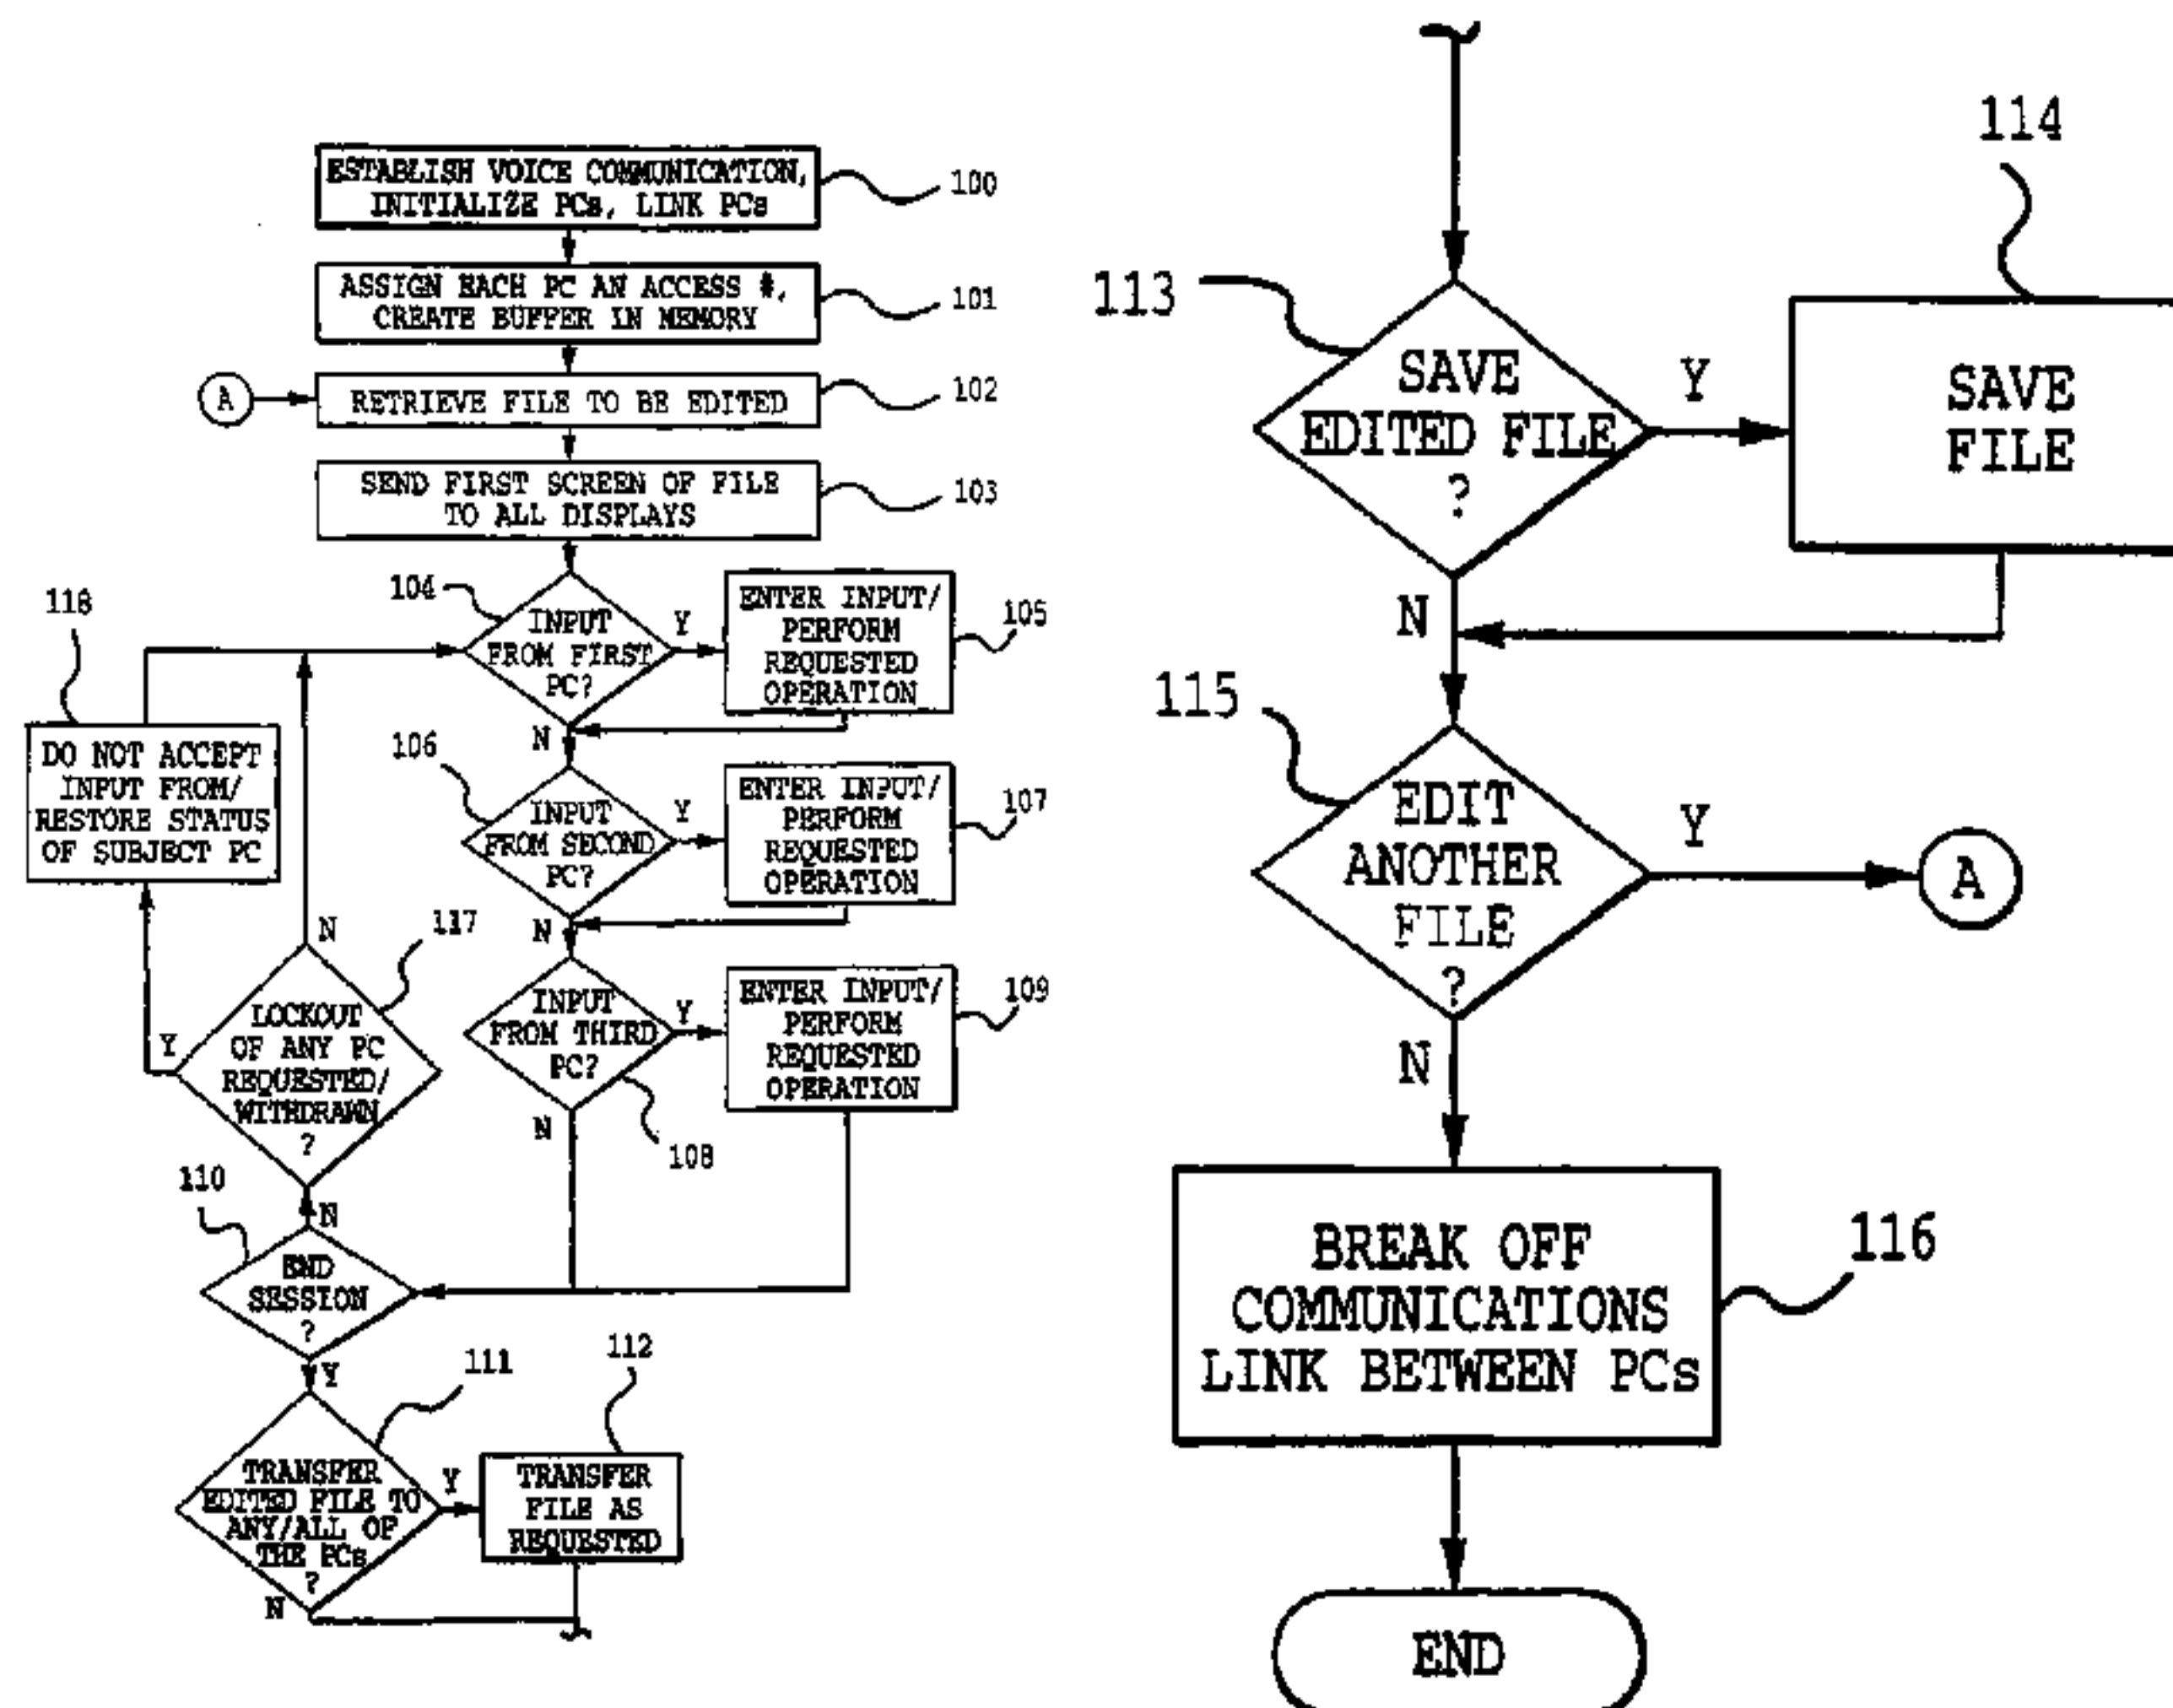 ESTABLISH VOICE COMMUNICATION,
INITIALIZE PCs, LINK PCs
100
ASSIGN EACH PC AN ACCESS #,
CREATE BUFFER IN MEMORY
101
A
RETRIEVE FILE TO BE EDITED
102
SEND FIRST SCREEN OF FILE
TO ALL DISPLAYS
103
104
INPUT
FROM FIRST
PC?
Y
N
ENTER INPUT/
PERFORM
REQUESTED
OPERATION
105
106
INPUT
FROM SECOND
PC?
Y
N
ENTER INPUT/
PERFORM
REQUESTED
OPERATION
107
INPUT
FROM THIRD
PC?
Y
N
108
ENTER INPUT/
PERFORM
REQUESTED
OPERATION
109
118
DO NOT ACCEPT
INPUT FROM/
RESTORE STATUS
OF SUBJECT PC
117
N
Y
LOCKOUT
OF ANY PC
REQUESTED/
WITHDRAWN
?
110
N
END
SESSION
?
Y
111
TRANSFER
EDITED FILE TO
ANY/ALL OF
THE PCs
?
Y
N
112
TRANSFER
FILE AS
REQUESTED
113
SAVE
EDITED FILE
?
Y
N
114
SAVE
FILE
115
EDIT
ANOTHER
FILE
?
Y
A
N
BREAK OFF
COMMUNICATIONS
LINK BETWEEN PCs
116
END